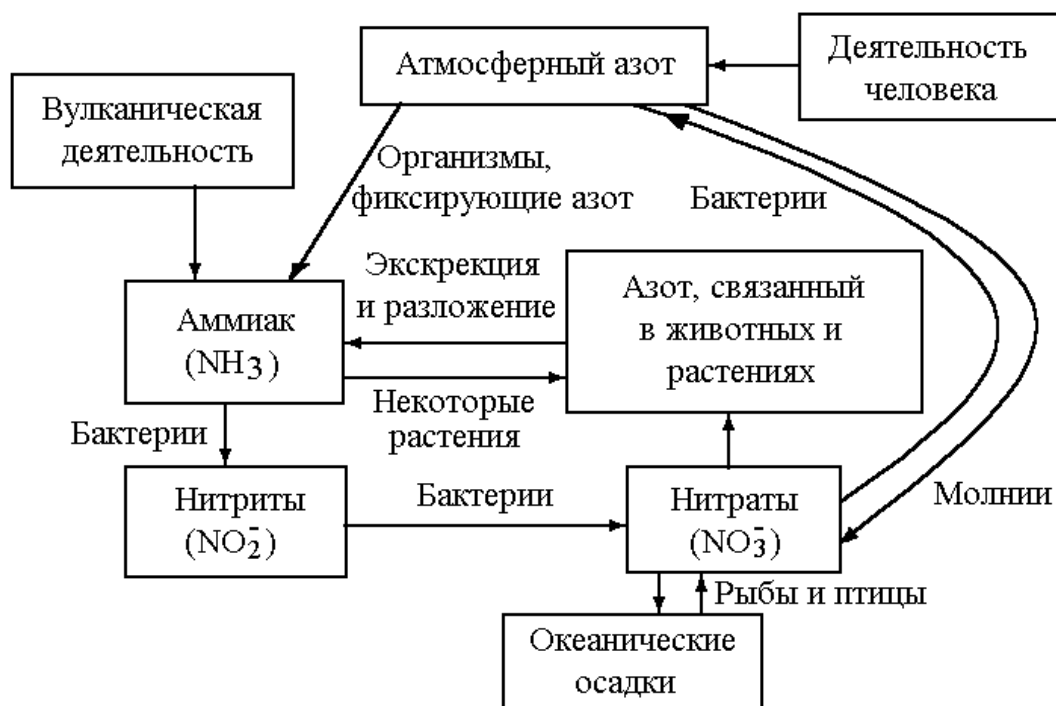 Атмосферный азот
Деятельность
человека
Вулканическая
деятельность
Организмы,
фиксирующие азот
Бактерии
Экскреция
и разложение
Азот, связанный
в животных и
растениях
Аммиак
(NH3)
Некоторые
растения
Бактерии
Нитриты
(NO2⁻)
Бактерии
Нитраты
(NO3⁻)
Молнии
Рыбы и птицы
Океанические
осадки